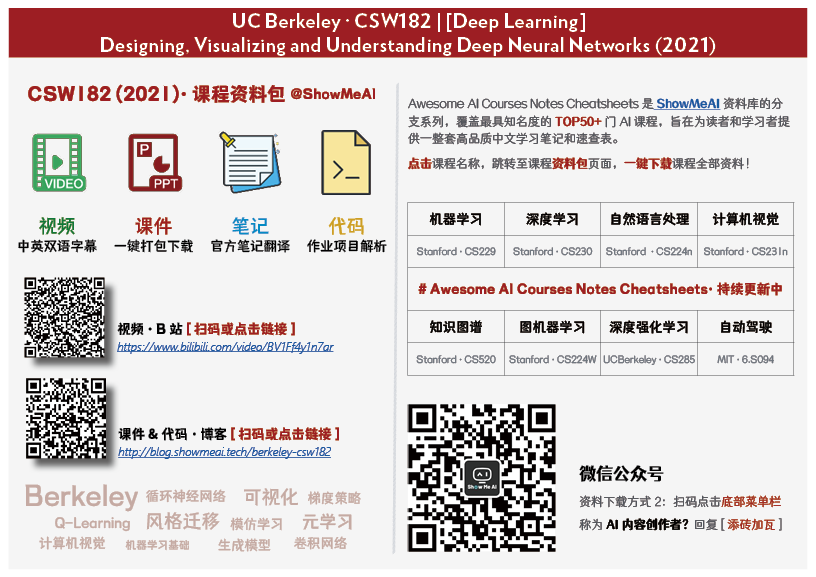 UC Berkeley · CSW182 | [Deep Learning]
Designing, Visualizing and Understanding Deep Neural Networks (2021)
CSW182 (2021)· 课程资料包 @ShowMeAI
VIDEO
P
PPT
视频
课件
笔记
代码
中英双语字幕
一键打包下载
官方笔记翻译
作业项目解析
视频 · B 站 [ 扫码或点击链接 ]
https://www.bilibili.com/video/BV1Ff4y1n7ar
课件 & 代码 · 博客 [ 扫码或点击链接 ]
http://blog.showmeai.tech/berkeley-csw182
Berkeley 循环神经网络 可视化 梯度策略
Q-Learning 风格迁移 模仿学习 元学习
计算机视觉 机器学习基础 生成模型 卷积网络
Awesome AI Courses Notes Cheatsheets 是 ShowMeAI 资料库的分
支系列，覆盖最具知名度的 TOP50+ 门 AI 课程，旨在为读者和学习者提
供一整套高品质中文学习笔记和速查表。
点击课程名称，跳转至课程资料包页面，一键下载课程全部资料！
机器学习 深度学习 自然语言处理 计算机视觉
Stanford · CS229 Stanford · CS230 Stanford · CS224n Stanford · CS231n
# Awesome AI Courses Notes Cheatsheets· 持续更新中
知识图谱 图机器学习 深度强化学习 自动驾驶
Stanford · CS520 Stanford · CS224W UCBerkeley · CS285 MIT · 6.S094
Show Me AI
微信公众号
资料下载方式 2：扫码点击底部菜单栏
称为 AI 内容创作者？回复 [ 添砖加瓦 ]